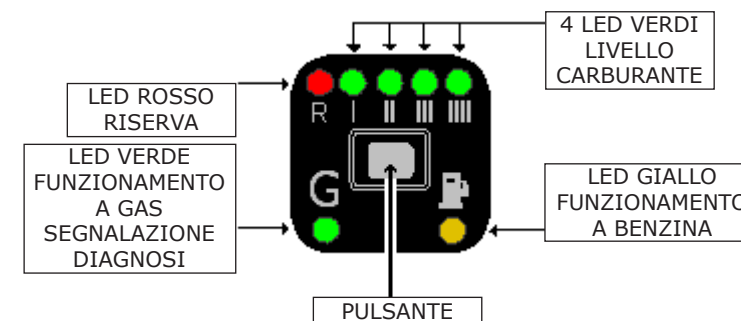 4 LED VERDI
LIVELLO
CARBURANTE
LED ROSSO
RISERVA
R I II III IIII
LED VERDE
FUNZIONAMENTO
A GAS
SEGNALAZIONE
DIAGNOSI
G
LED GIALLO
FUNZIONAMENTO
A BENZINA
PULSANTE